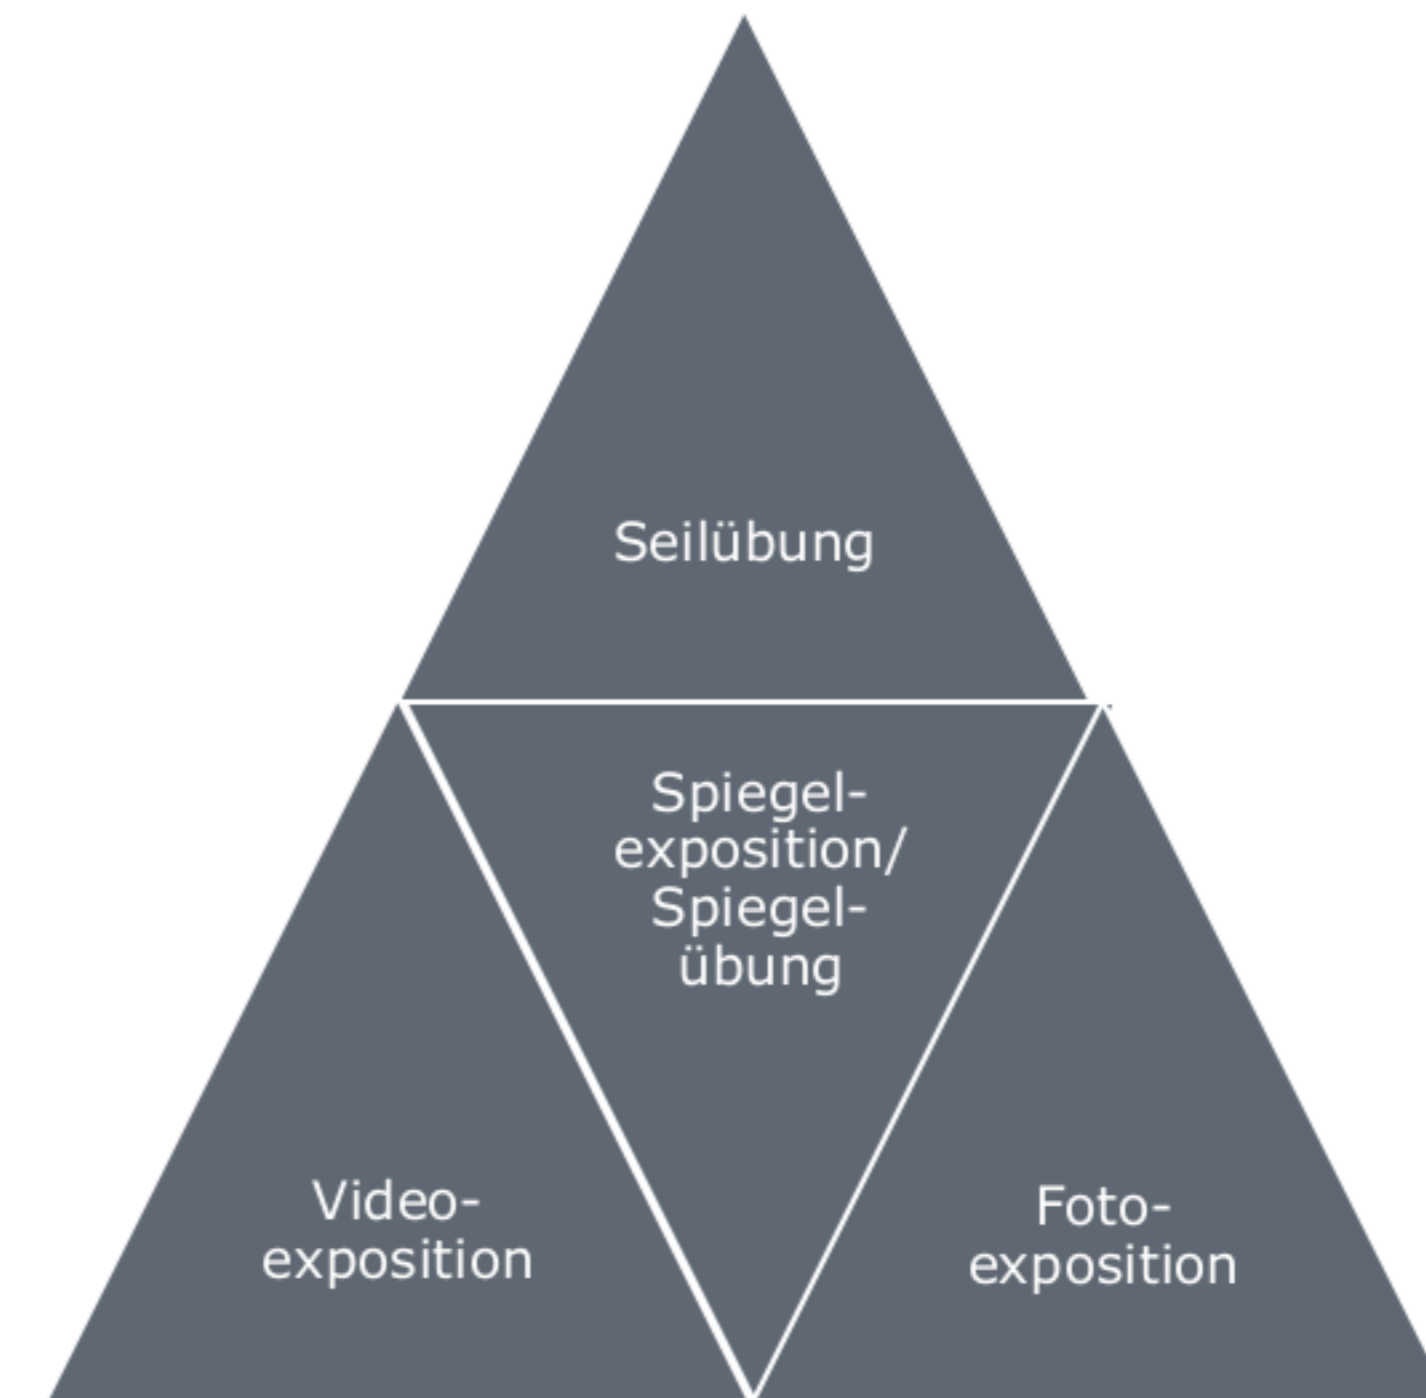 Seilübung
Spiegel-
exposition/
Spiegel-
übung
Video-
exposition
Foto-
exposition